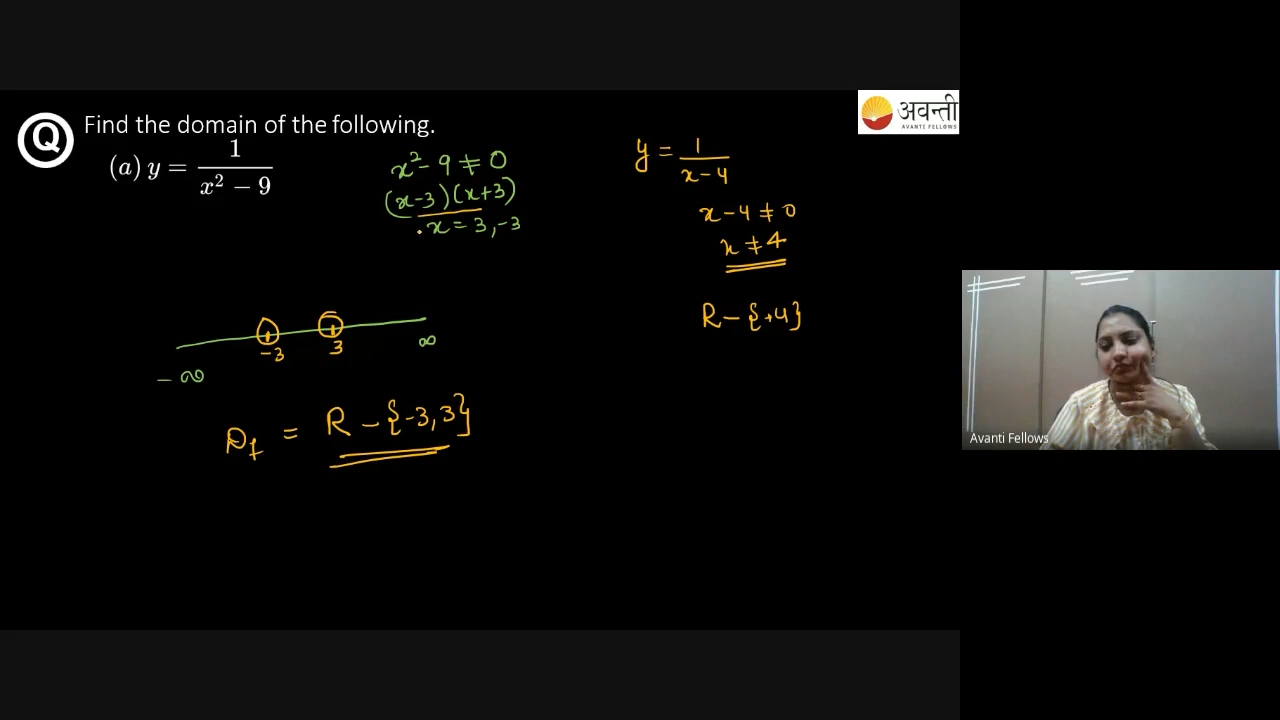 Q Find the domain of the following.
(a) y = 1 / (x² − 9)
x² - 9 ≠ 0
(x-3)(x+3)
x = 3, -3
-∞ -3 3 ∞
D_f = R - {-3, 3}
y = 1 / (x - 4)
x - 4 ≠ 0
x ≠ 4
R - {+4}
अवन्ती
AVANTI FELLOWS
Avanti Fellows